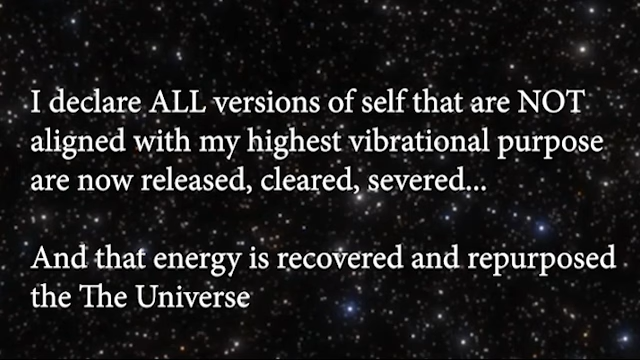 I declare ALL versions of self that are NOT
aligned with my highest vibrational purpose
are now released, cleared, severed...
And that energy is recovered and repurposed
the The Universe